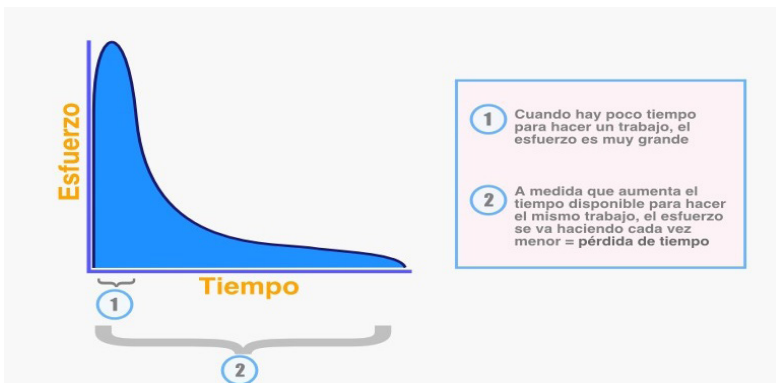 Esfuerzo
Tiempo
1
2
1
Cuando hay poco tiempo
para hacer un trabajo, el
esfuerzo es muy grande
2
A medida que aumenta el
tiempo disponible para hacer
el mismo trabajo, el esfuerzo
se va haciendo cada vez
menor = pérdida de tiempo